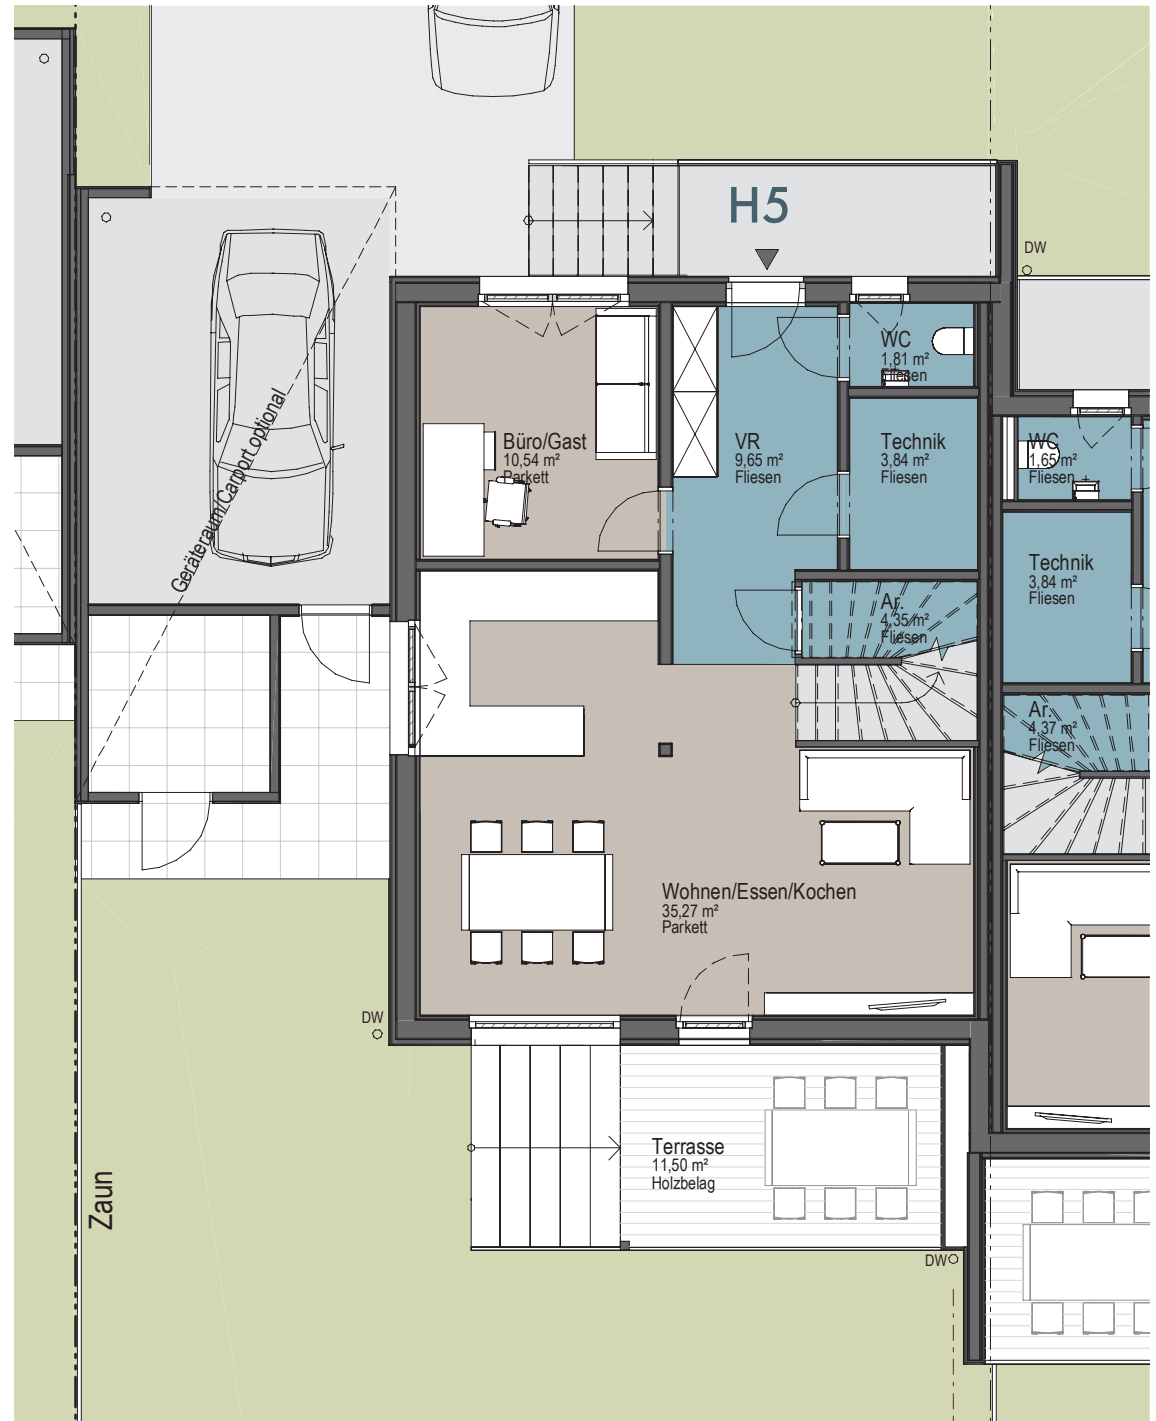 H5
DW
WC
1,81 m²
Fliesen
Büro/Gast
10,54 m²
Parkett
VR
9,65 m²
Fliesen
Technik
3,84 m²
Fliesen
WC
1,65 m²
Fliesen
Geräteraum/Carport optional
Technik
3,84 m²
Fliesen
Ar.
4,35 m²
Fliesen
Ar.
4,37 m²
Fliesen
Wohnen/Essen/Kochen
35,27 m²
Parkett
DW
Terrasse
11,50 m²
Holzbelag
Zaun
DW